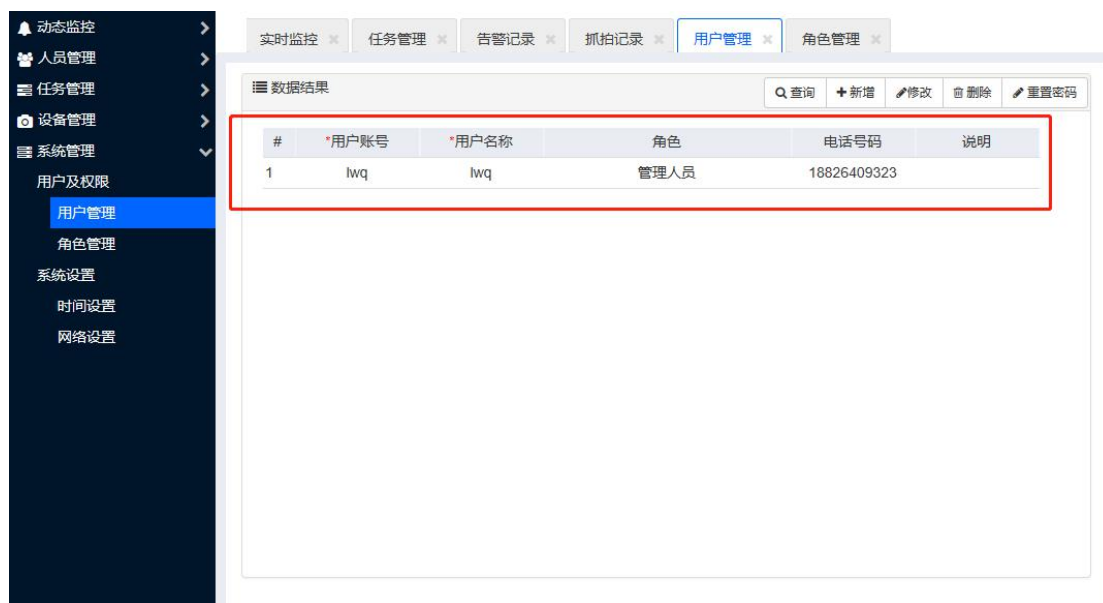 动态监控
人员管理
任务管理
设备管理
系统管理
用户及权限
用户管理
角色管理
系统设置
时间设置
网络设置
实时监控 任务管理 告警记录 抓拍记录 用户管理 角色管理
数据结果 查询 新增 修改 删除 重置密码
# *用户账号 *用户名称 角色 电话号码 说明
1 lwq lwq 管理人员 18826409323